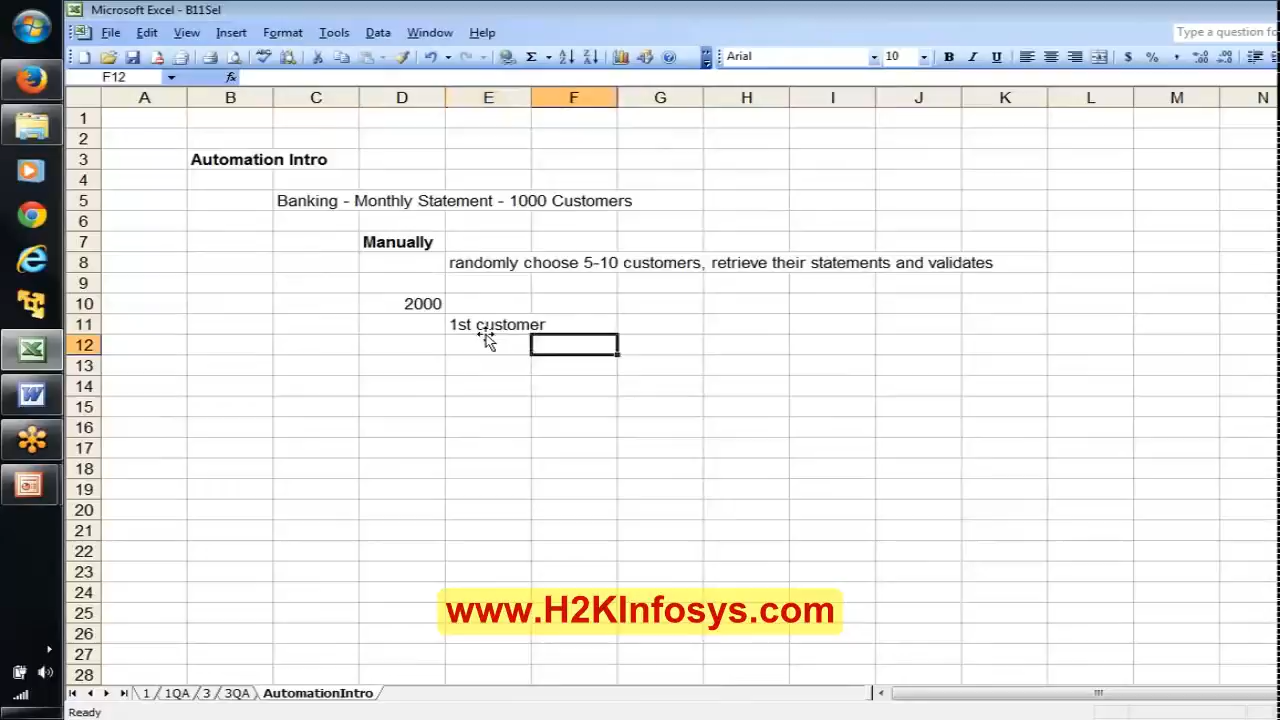 Microsoft Excel - B11Sel
File Edit View Insert Format Tools Data Window Help
Type a question fo
Arial 10 B I U $ %
F12 fx
A B C D E F G H I J K L M N
1
2
3 Automation Intro
4
5 Banking - Monthly Statement - 1000 Customers
6
7 Manually
8 randomly choose 5-10 customers, retrieve their statements and validates
9
10 2000
11 1st customer
12
13
14
15
16
17
18
19
20
21
22
23
24
www.H2KInfosys.com
25
26
27
28
1 1QA 3 3QA AutomationIntro
Ready